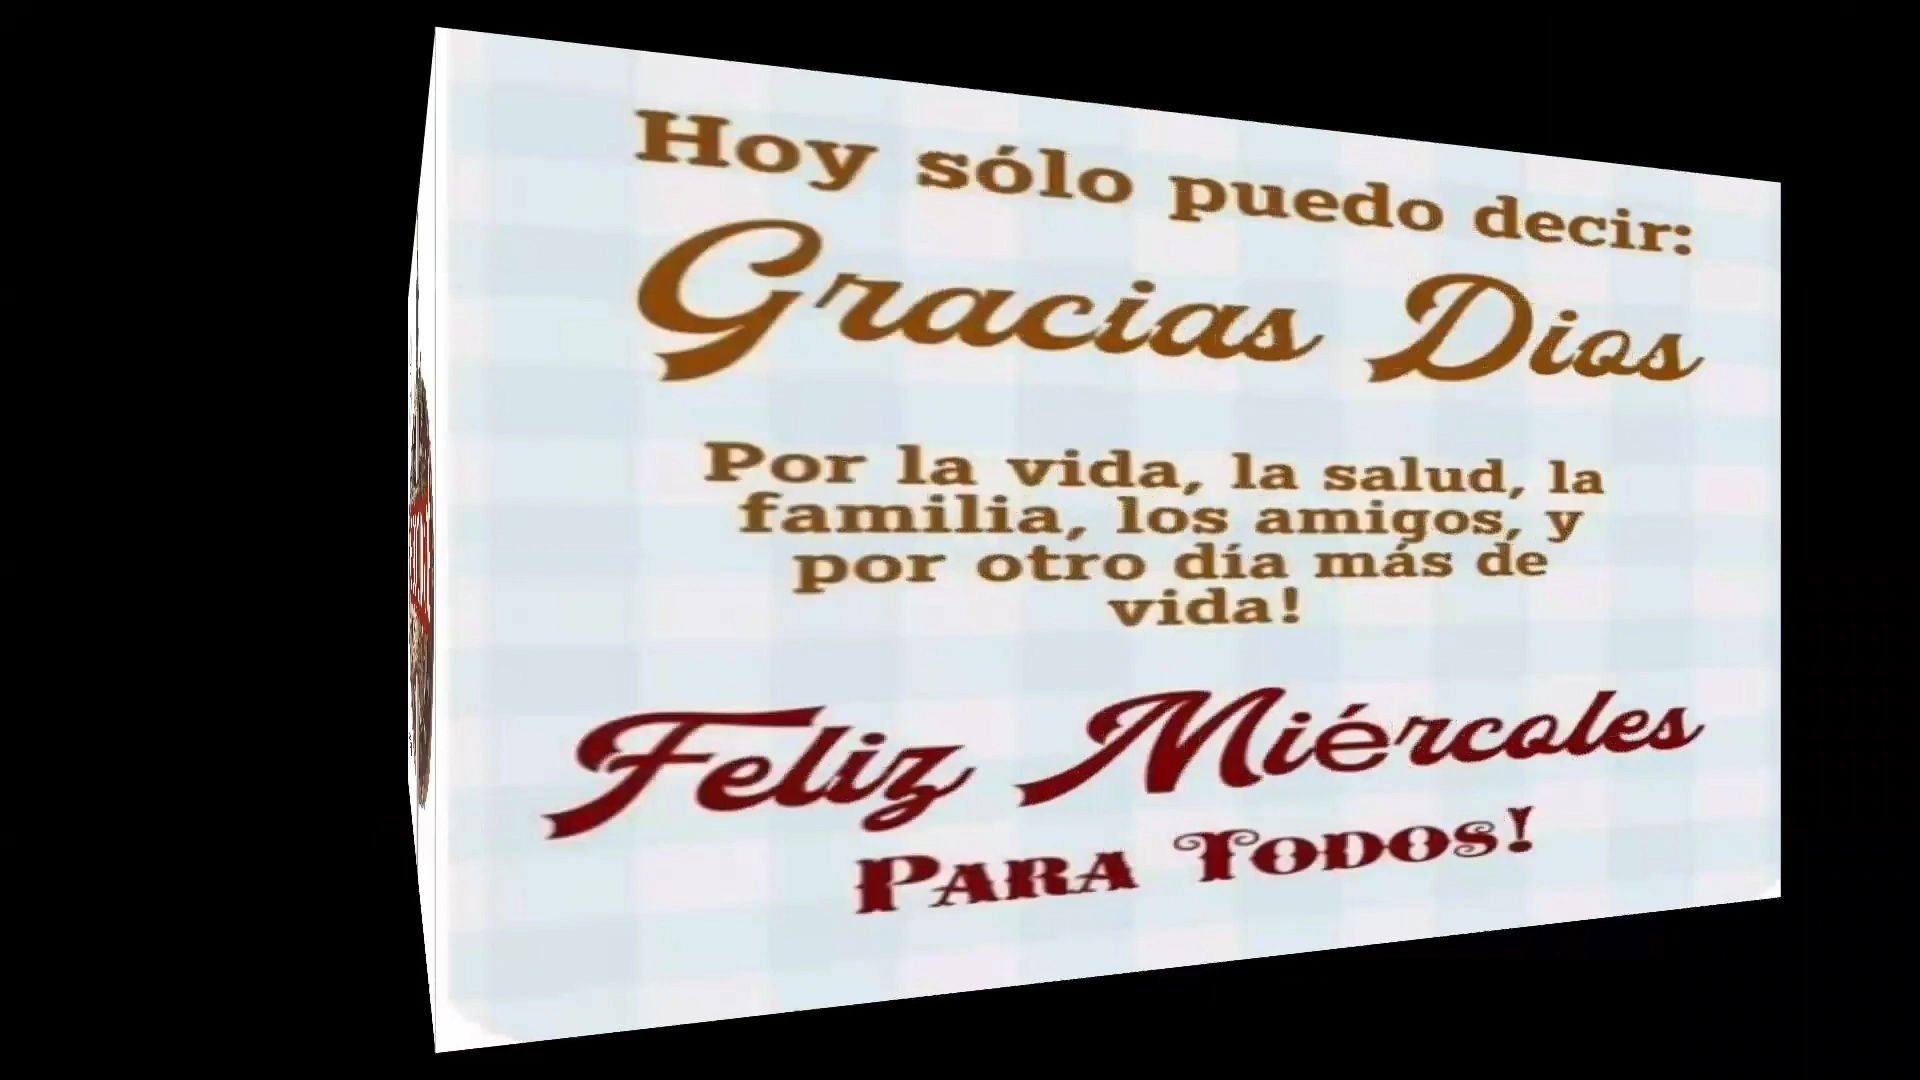 Hoy sólo puedo decir:
Gracias Dios
Por la vida, la salud, la
familia, los amigos, y
por otro día más de
vida!
Feliz Miércoles
PARA TODOS!